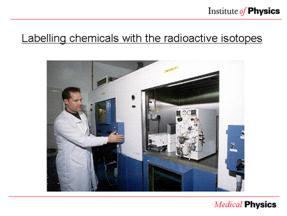 Institute of Physics
Labelling chemicals with the radioactive isotopes
Medical Physics